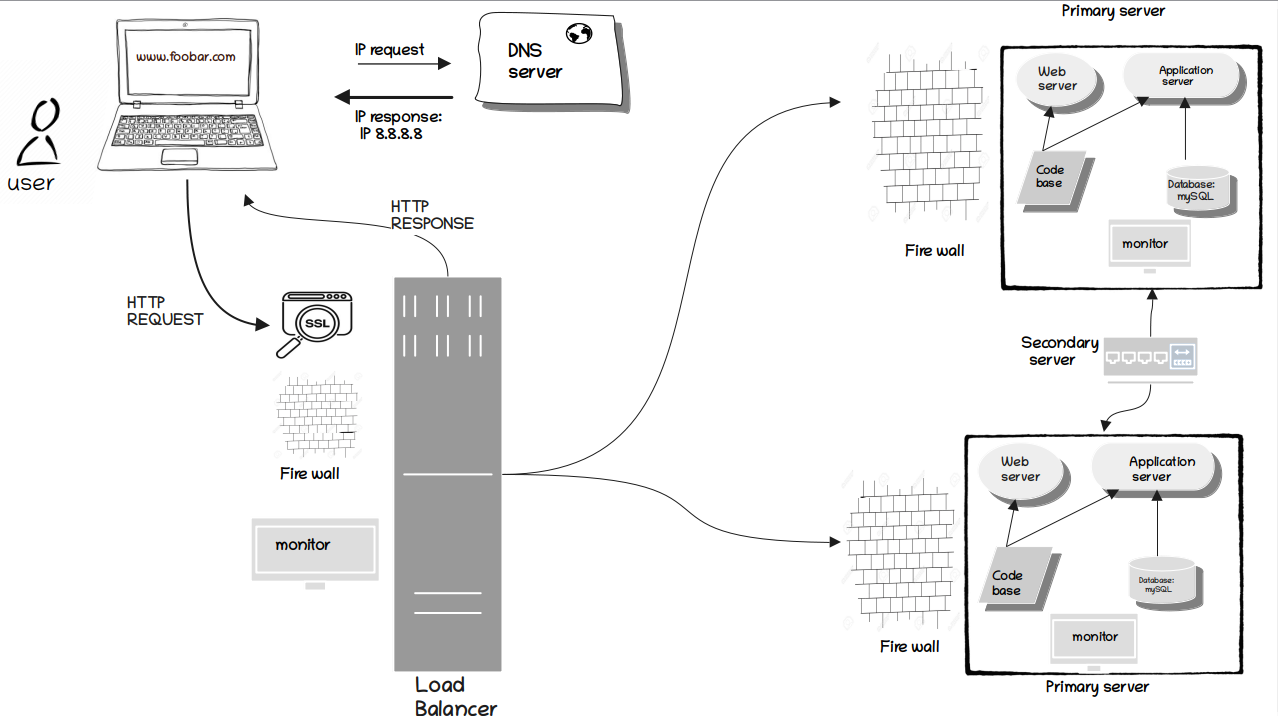 www.foobar.com
user
IP request
IP response:
IP 8.8.8.8
DNS
server
HTTP
RESPONSE
HTTP
REQUEST
SSL
Fire wall
monitor
Load
Balancer
Primary server
Fire wall
Web
server
Application
server
Code
base
Database:
mySQL
monitor
Secondary
server
Fire wall
Web
server
Application
server
Code
base
Database:
mySQL
monitor
Primary server